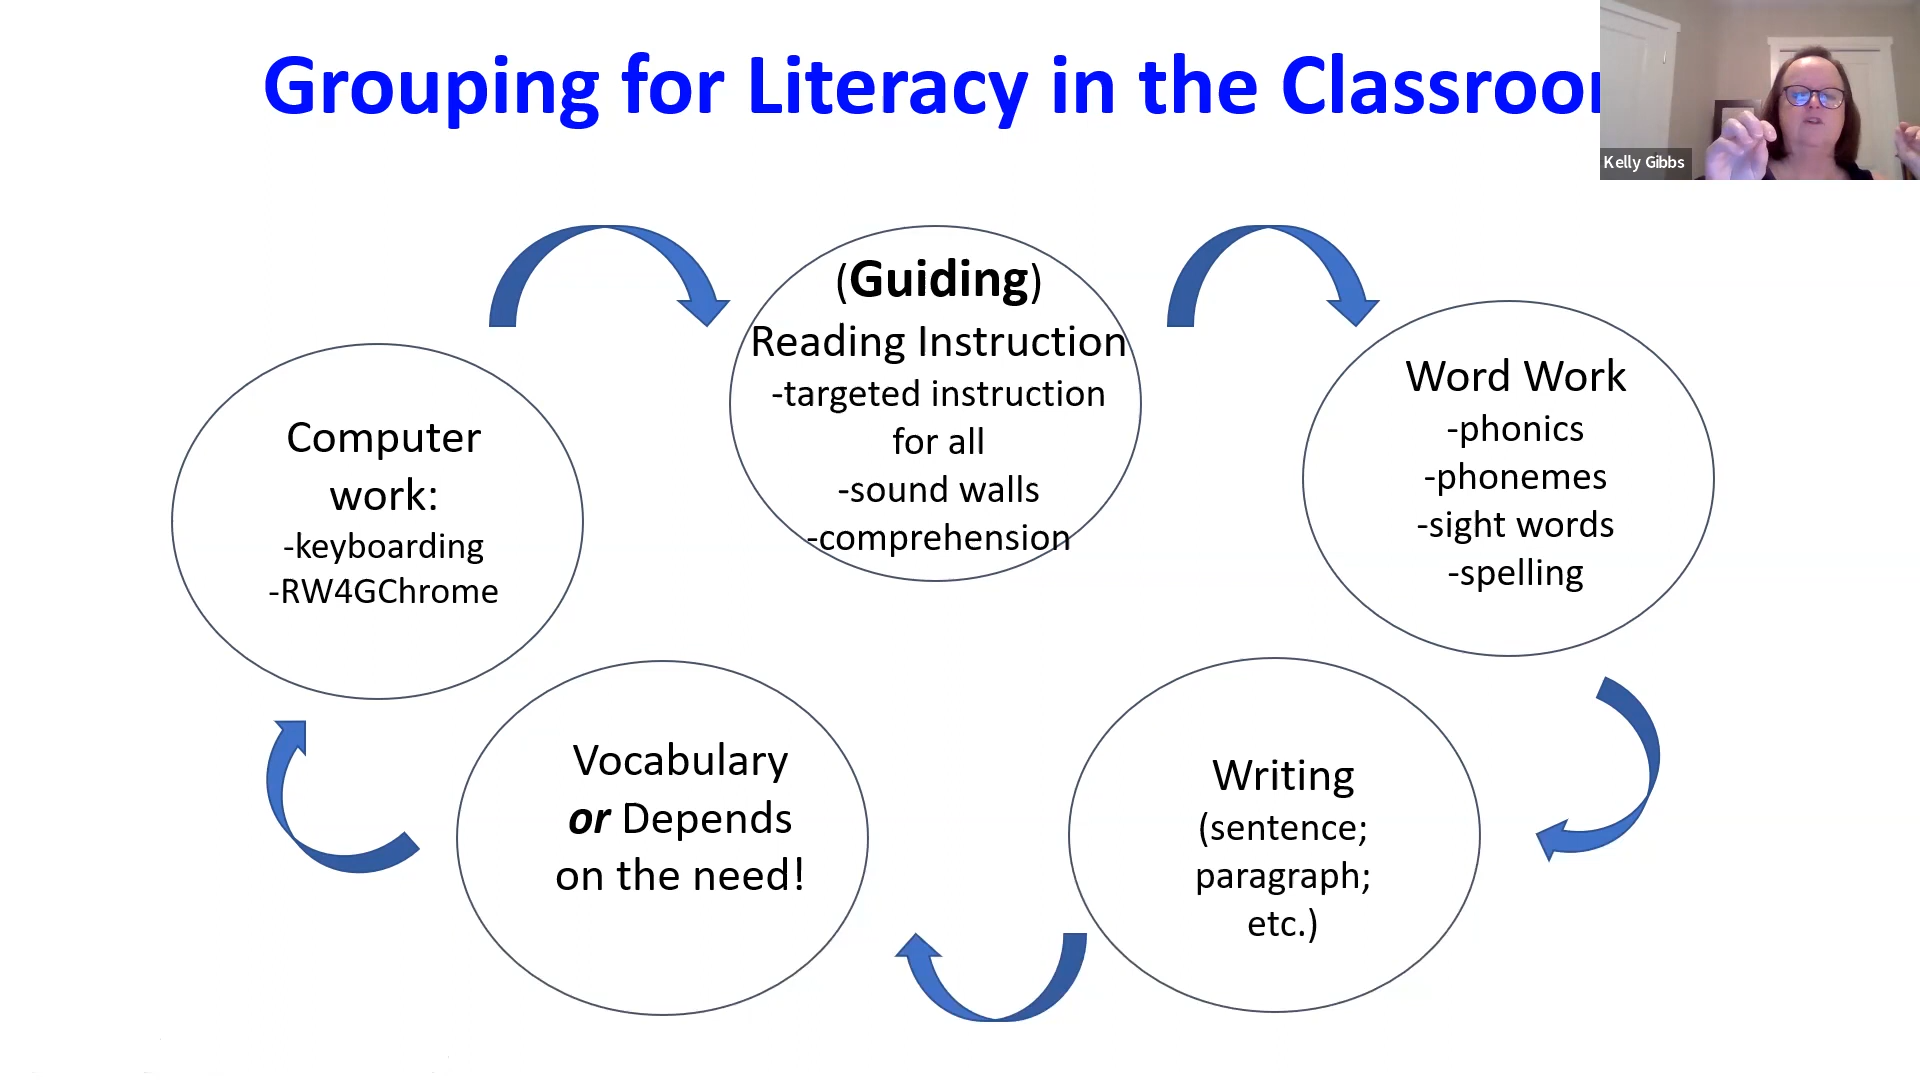 Grouping for Literacy in the Classroo
Kelly Gibbs
(Guiding)
Reading Instruction
-targeted instruction
for all
-sound walls
-comprehension
Word Work
-phonics
-phonemes
-sight words
-spelling
Writing
(sentence;
paragraph;
etc.)
Vocabulary
or Depends
on the need!
Computer
work:
-keyboarding
-RW4GChrome